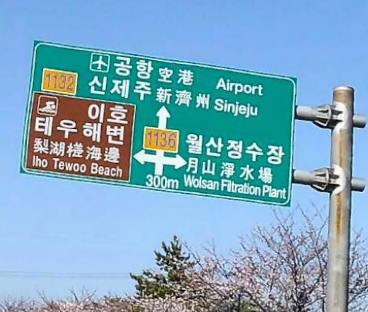 공항 空港 Airport
1132 신제주 新濟州 Sinjeju
이호
테우해변
梨湖槎海邊
Iho Tewoo Beach
1136
월산정수장
月山淨水場
Wolsan Filtration Plant
300m